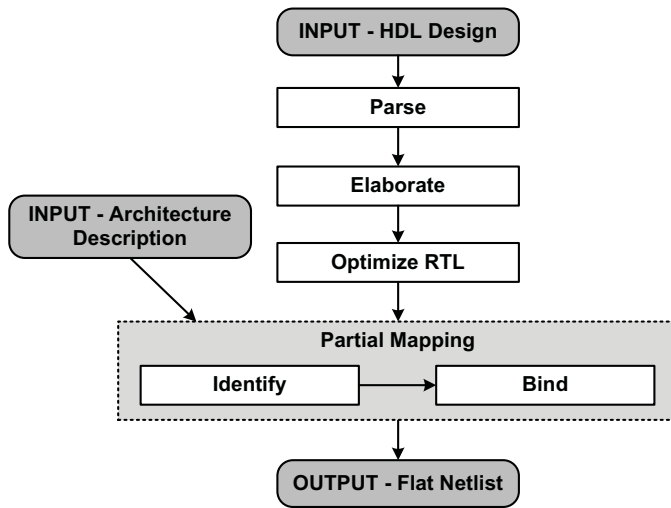 INPUT - HDL Design
Parse
Elaborate
INPUT - Architecture
Description
Optimize RTL
Partial Mapping
Identify
Bind
OUTPUT - Flat Netlist